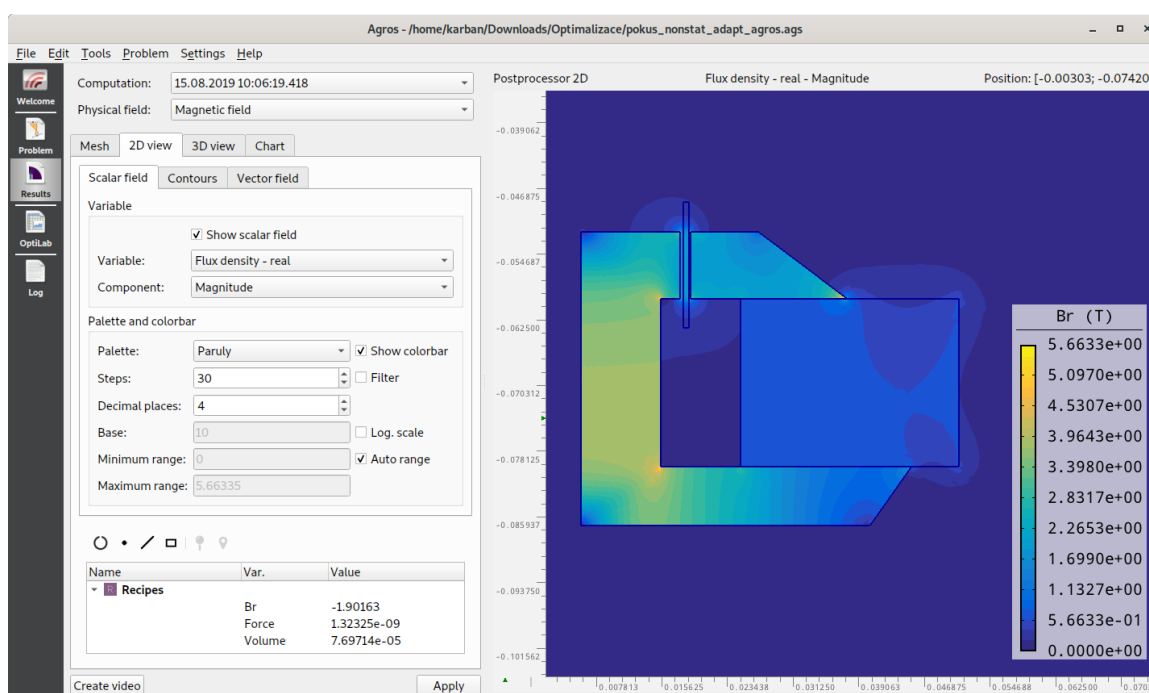 Agros - /home/karban/Downloads/Optimalizace/pokus_nonstat_adapt_agros.ags
File Edit Tools Problem Settings Help
Welcome
Problem
Results
OptiLab
Log
Computation: 15.08.2019 10:06:19.418
Physical field: Magnetic field
Mesh 2D view 3D view Chart
Scalar field Contours Vector field
Variable
Show scalar field
Variable: Flux density - real
Component: Magnitude
Palette and colorbar
Palette: Paruly Show colorbar
Steps: 30 Filter
Decimal places: 4
Base: 10 Log. scale
Minimum range: 0 Auto range
Maximum range: 5.66335
Name Var. Value
R Recipes
Br -1.90163
Force 1.32325e-09
Volume 7.69714e-05
Create video Apply
Postprocessor 2D Flux density - real - Magnitude Position: [-0.00303; -0.07420
-0.039062
-0.046875
-0.054687
-0.062500
-0.070312
-0.078125
-0.085937
-0.093750
-0.101562
0.007813 0.015625 0.023438 0.031250 0.039063 0.046875 0.054688 0.062500 0.070
Br (T)
5.6633e+00
5.0970e+00
4.5307e+00
3.9643e+00
3.3980e+00
2.8317e+00
2.2653e+00
1.6990e+00
1.1327e+00
5.6633e-01
0.0000e+00